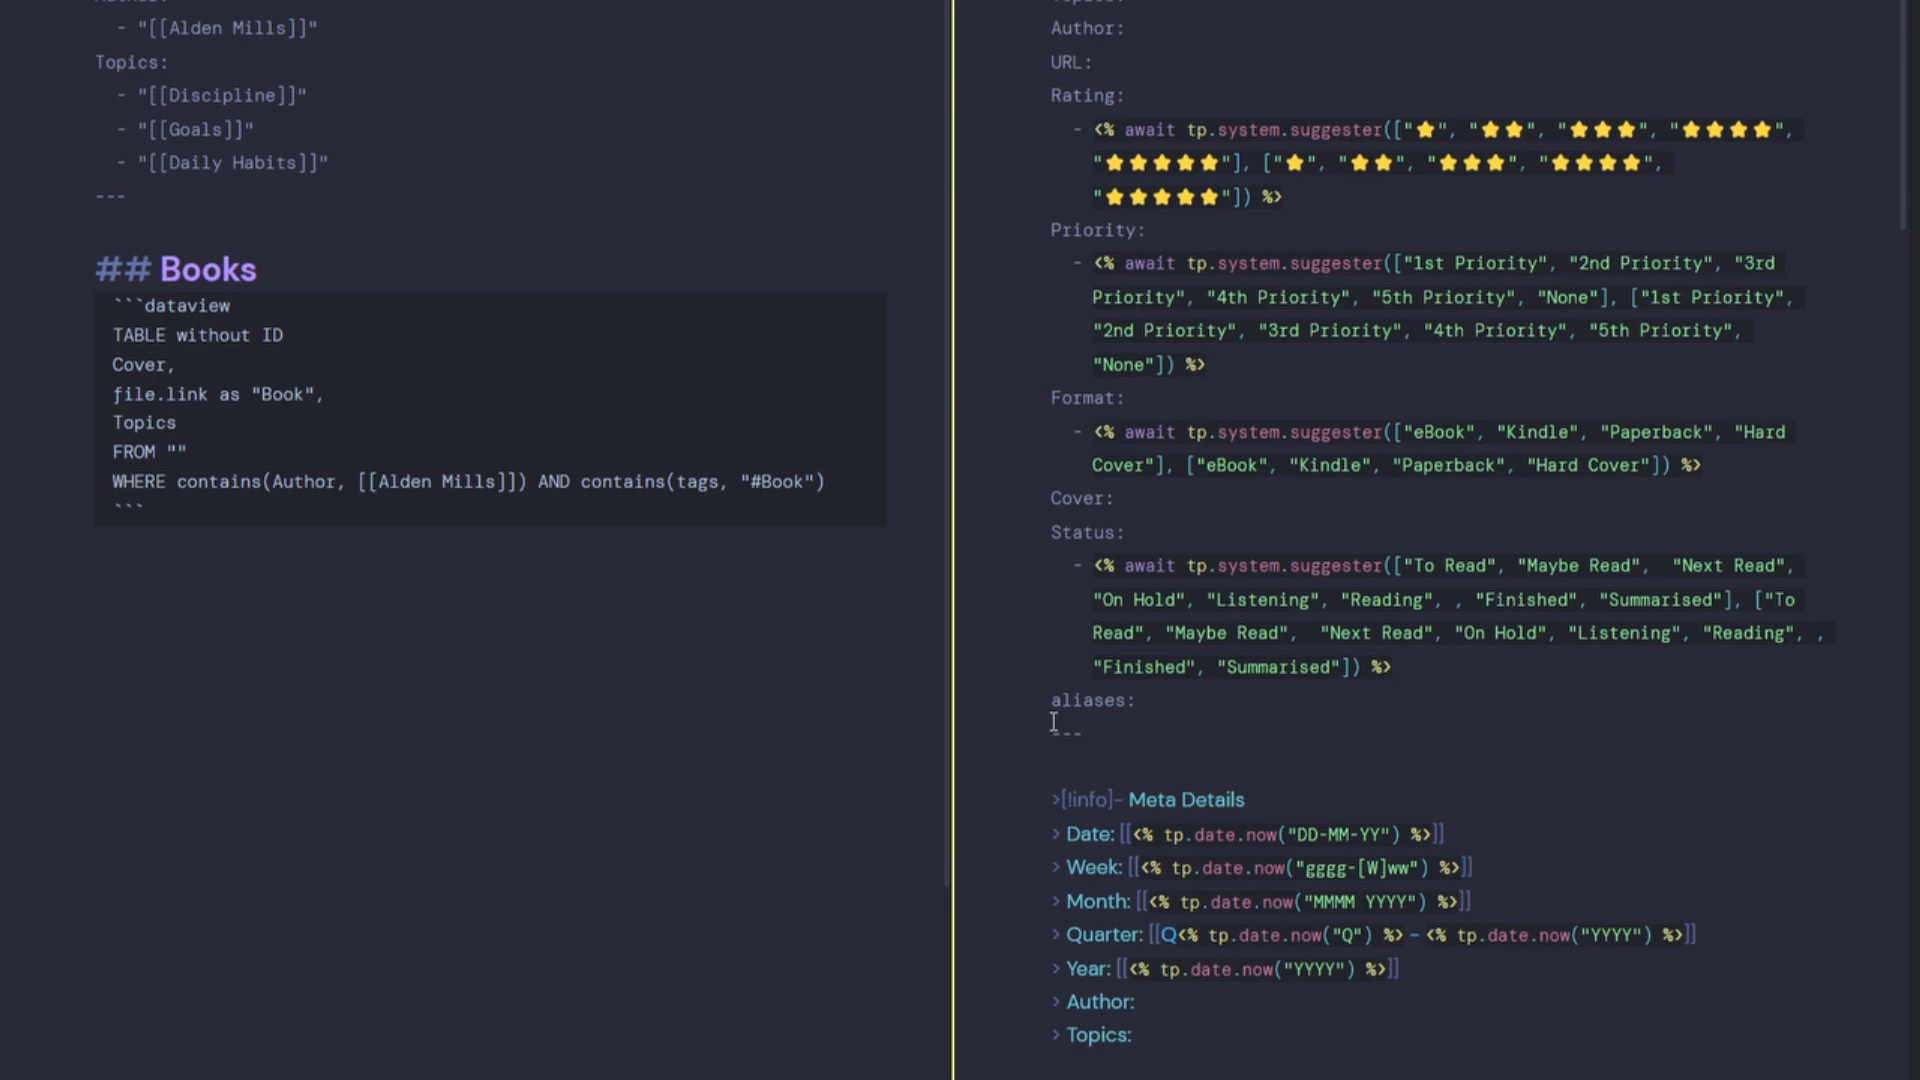 - "[[Alden Mills]]"
Topics:
- "[[Discipline]]"
- "[[Goals]]"
- "[[Daily Habits]]"
---
## Books
```dataview
TABLE without ID
Cover,
file.link as "Book",
Topics
FROM ""
WHERE contains(Author, [[Alden Mills]]) AND contains(tags, "#Book")
```
Author:
URL:
Rating:
- <% await tp.system.suggester(["⭐", "⭐⭐", "⭐⭐⭐", "⭐⭐⭐⭐",
"⭐⭐⭐⭐⭐"], ["⭐", "⭐⭐", "⭐⭐⭐", "⭐⭐⭐⭐",
"⭐⭐⭐⭐⭐"]) %>
Priority:
- <% await tp.system.suggester(["1st Priority", "2nd Priority", "3rd
Priority", "4th Priority", "5th Priority", "None"], ["1st Priority",
"2nd Priority", "3rd Priority", "4th Priority", "5th Priority",
"None"]) %>
Format:
- <% await tp.system.suggester(["eBook", "Kindle", "Paperback", "Hard
Cover"], ["eBook", "Kindle", "Paperback", "Hard Cover"]) %>
Cover:
Status:
- <% await tp.system.suggester(["To Read", "Maybe Read",  "Next Read",
"On Hold", "Listening", "Reading", , "Finished", "Summarised"], ["To
Read", "Maybe Read",  "Next Read", "On Hold", "Listening", "Reading", ,
"Finished", "Summarised"]) %>
aliases:
---
>[!info]- Meta Details
> Date: [[<% tp.date.now("DD-MM-YY") %>]]
> Week: [[<% tp.date.now("gggg-[W]ww") %>]]
> Month: [[<% tp.date.now("MMMM YYYY") %>]]
> Quarter: [[Q<% tp.date.now("Q") %> - <% tp.date.now("YYYY") %>]]
> Year: [[<% tp.date.now("YYYY") %>]]
> Author:
> Topics: